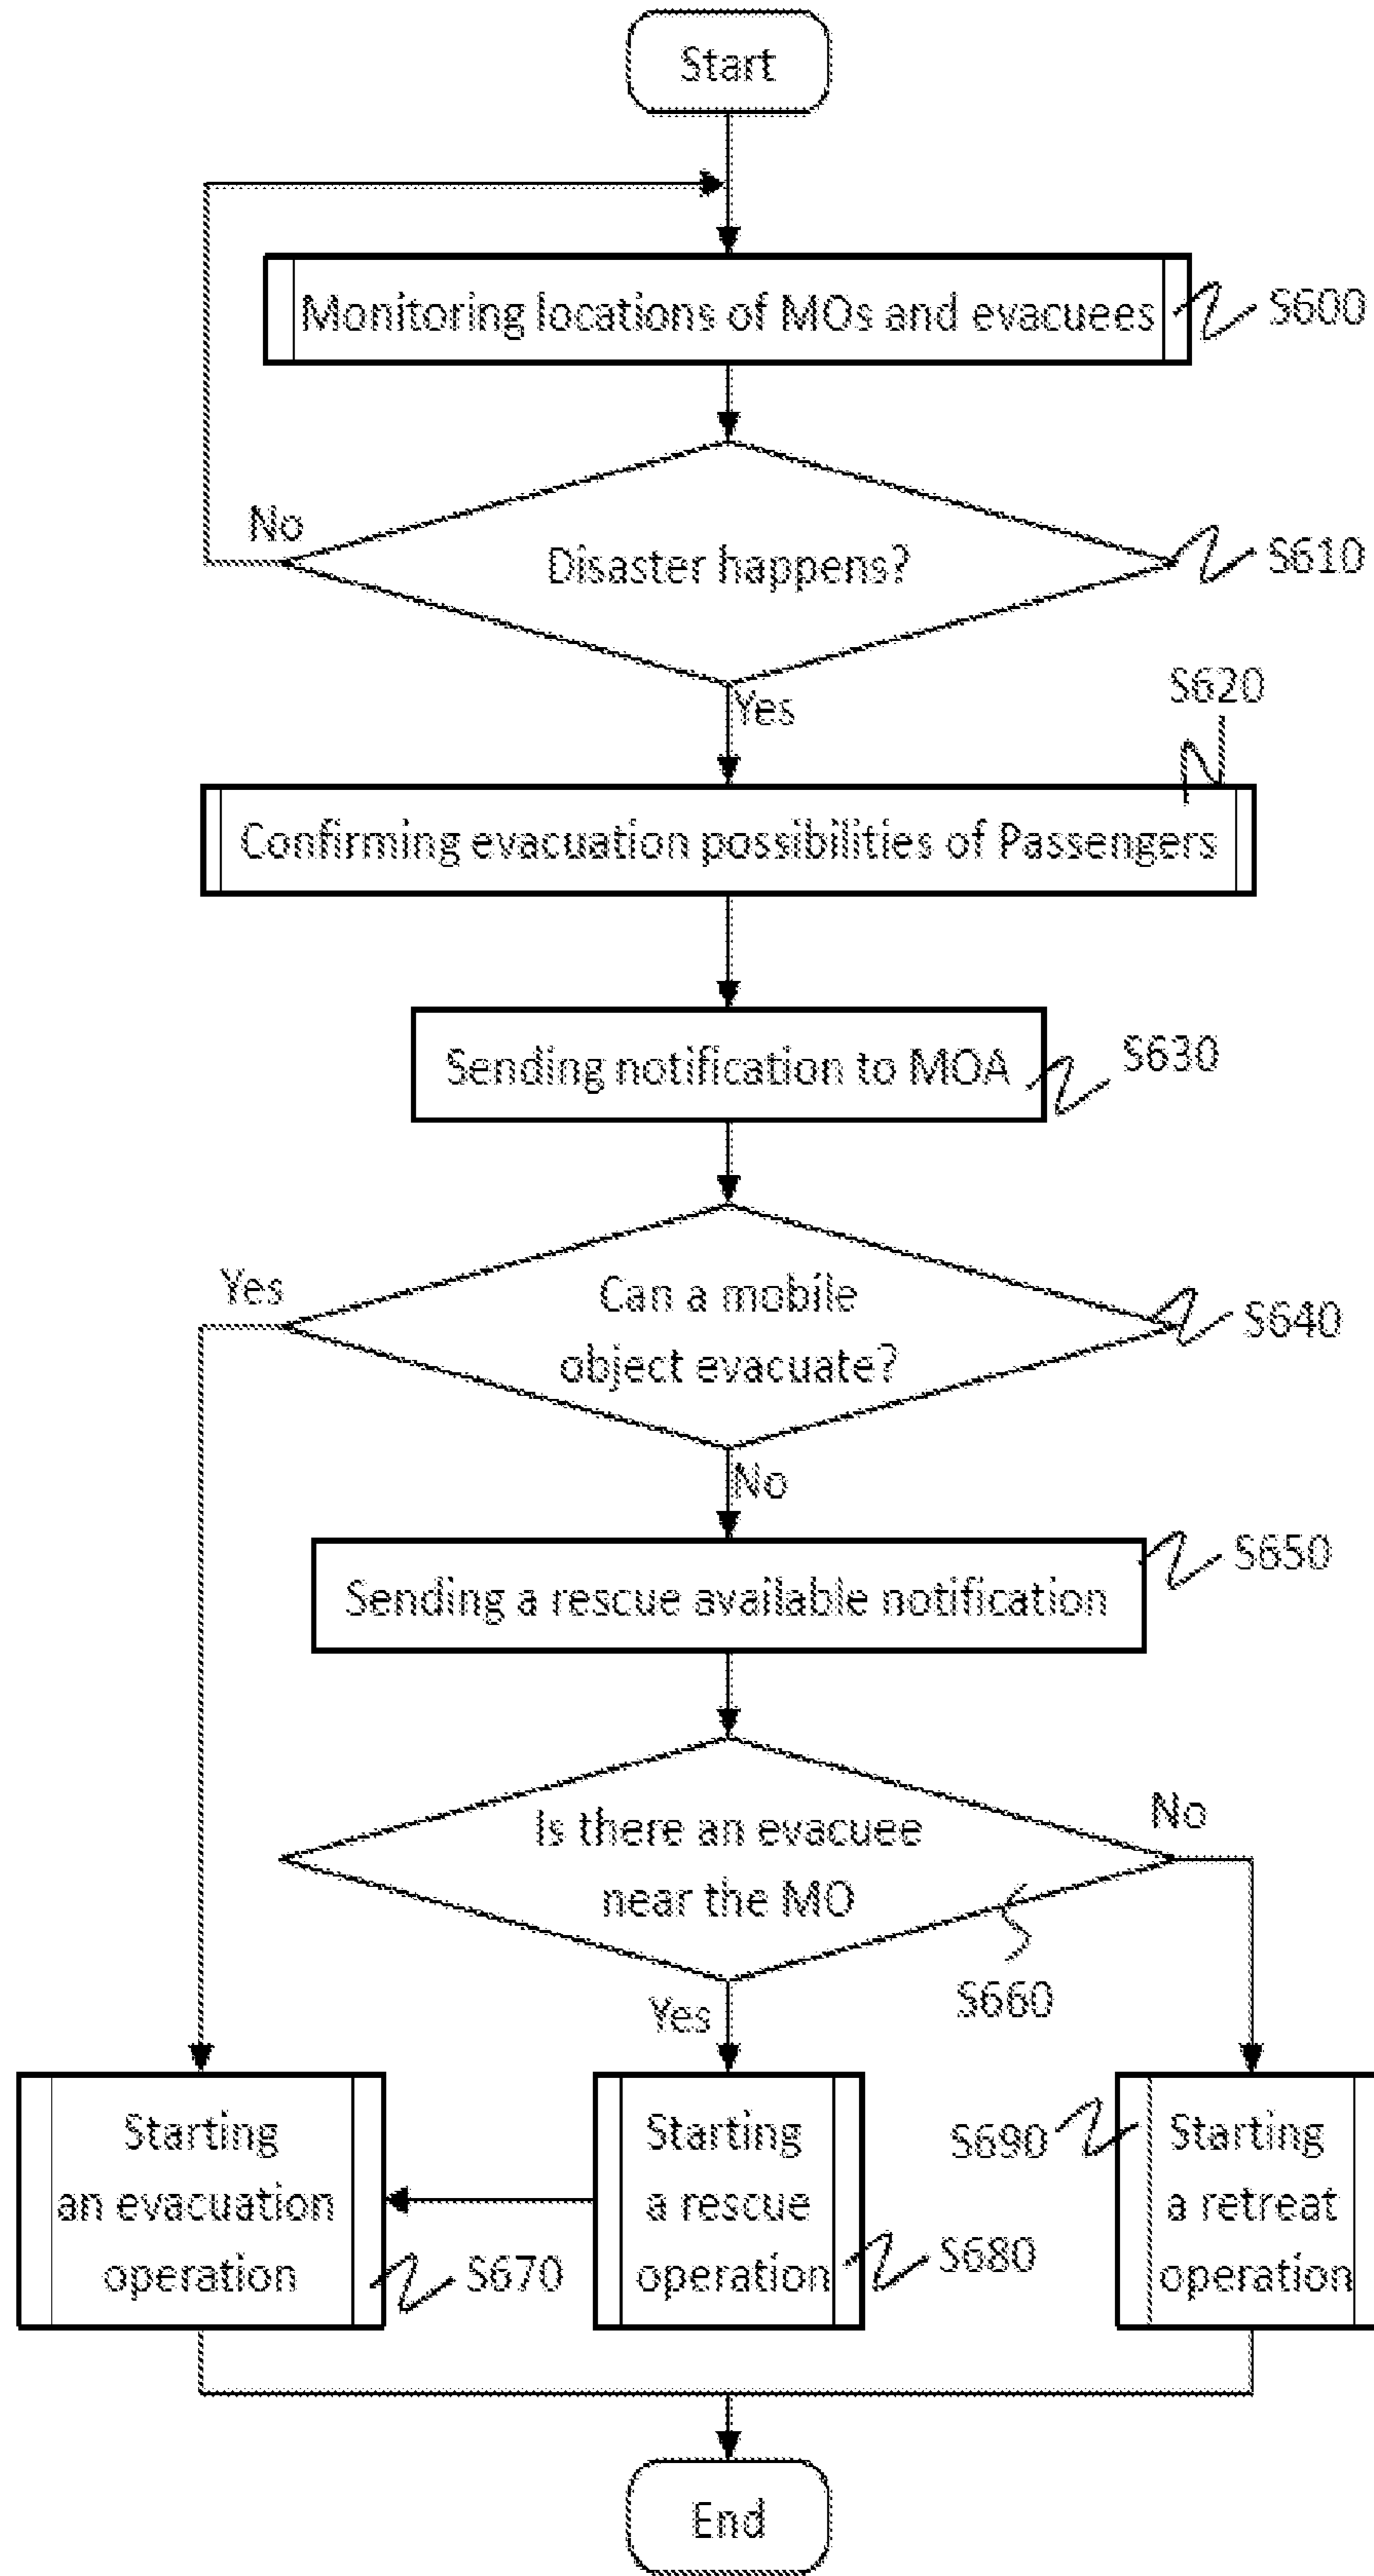 Start
Monitoring locations of MOs and evacuees
S600
No
Disaster happens?
S610
Yes
S620
Confirming evacuation possibilities of Passengers
Sending notification to MOA
S630
Yes
Can a mobile
object evacuate?
S640
No
Sending a rescue available notification
S650
Is there an evacuee
near the MO
No
S660
Yes
Starting
an evacuation
operation
S670
Starting
a rescue
operation
S680
S690
Starting
a retreat
operation
End